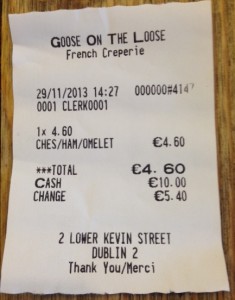 GOOSE ON THE LOOSE
French Creperie
29/11/2013 14:27 000000#4147
0001 CLERK0001
1x 4.60
CHES/HAM/OMELET €4.60
***TOTAL €4.60
CASH €10.00
CHANGE €5.40
2 LOWER KEVIN STREET
DUBLIN 2
Thank You/Merci